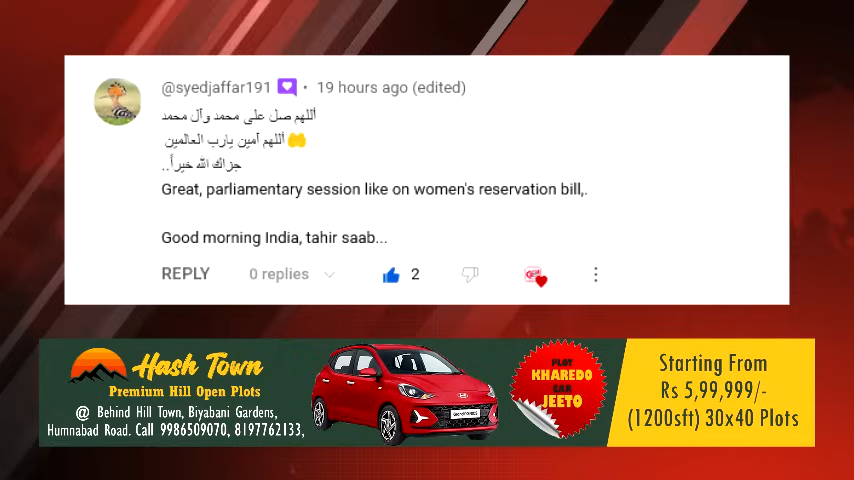 @syedjaffar191 • 19 hours ago (edited)
أللهم صل على محمد وآل محمد
🤲 أللهم آمين يارب العالمين
جزاك الله خيراً..
Great, parliamentary session like on women's reservation bill,.
Good morning India, tahir saab...
REPLY 0 replies 2
Hash Town
Premium Hill Open Plots
@ Behind Hill Town, Biyabani Gardens,
Humnabad Road. Call 9986509070, 8197762133,
PLOT
KHAREDO
CAR
JEETO
Starting From
Rs 5,99,999/-
(1200sft) 30x40 Plots